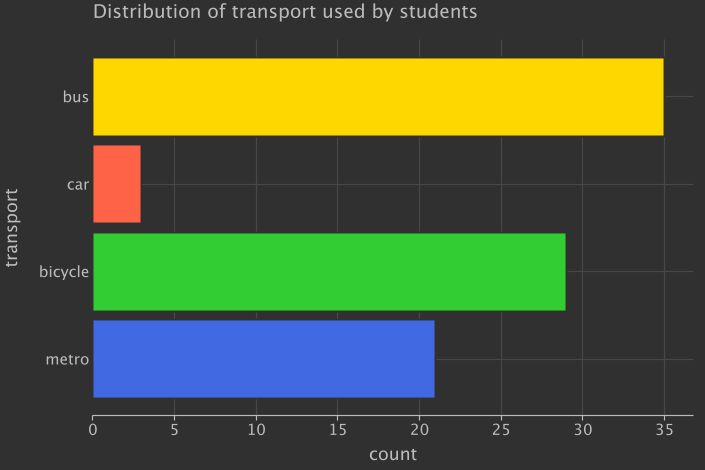 Distribution of transport used by students
transport
bus
car
bicycle
metro
0 5 10 15 20 25 30 35
count